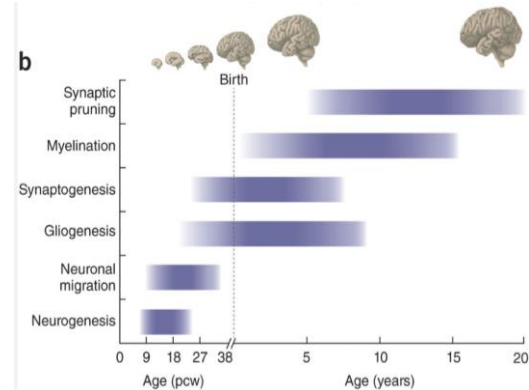 b
Birth
Synaptic
pruning
Myelination
Synaptogenesis
Gliogenesis
Neuronal
migration
Neurogenesis
0 9 18 27 38 5 10 15 20
Age (pcw) Age (years)